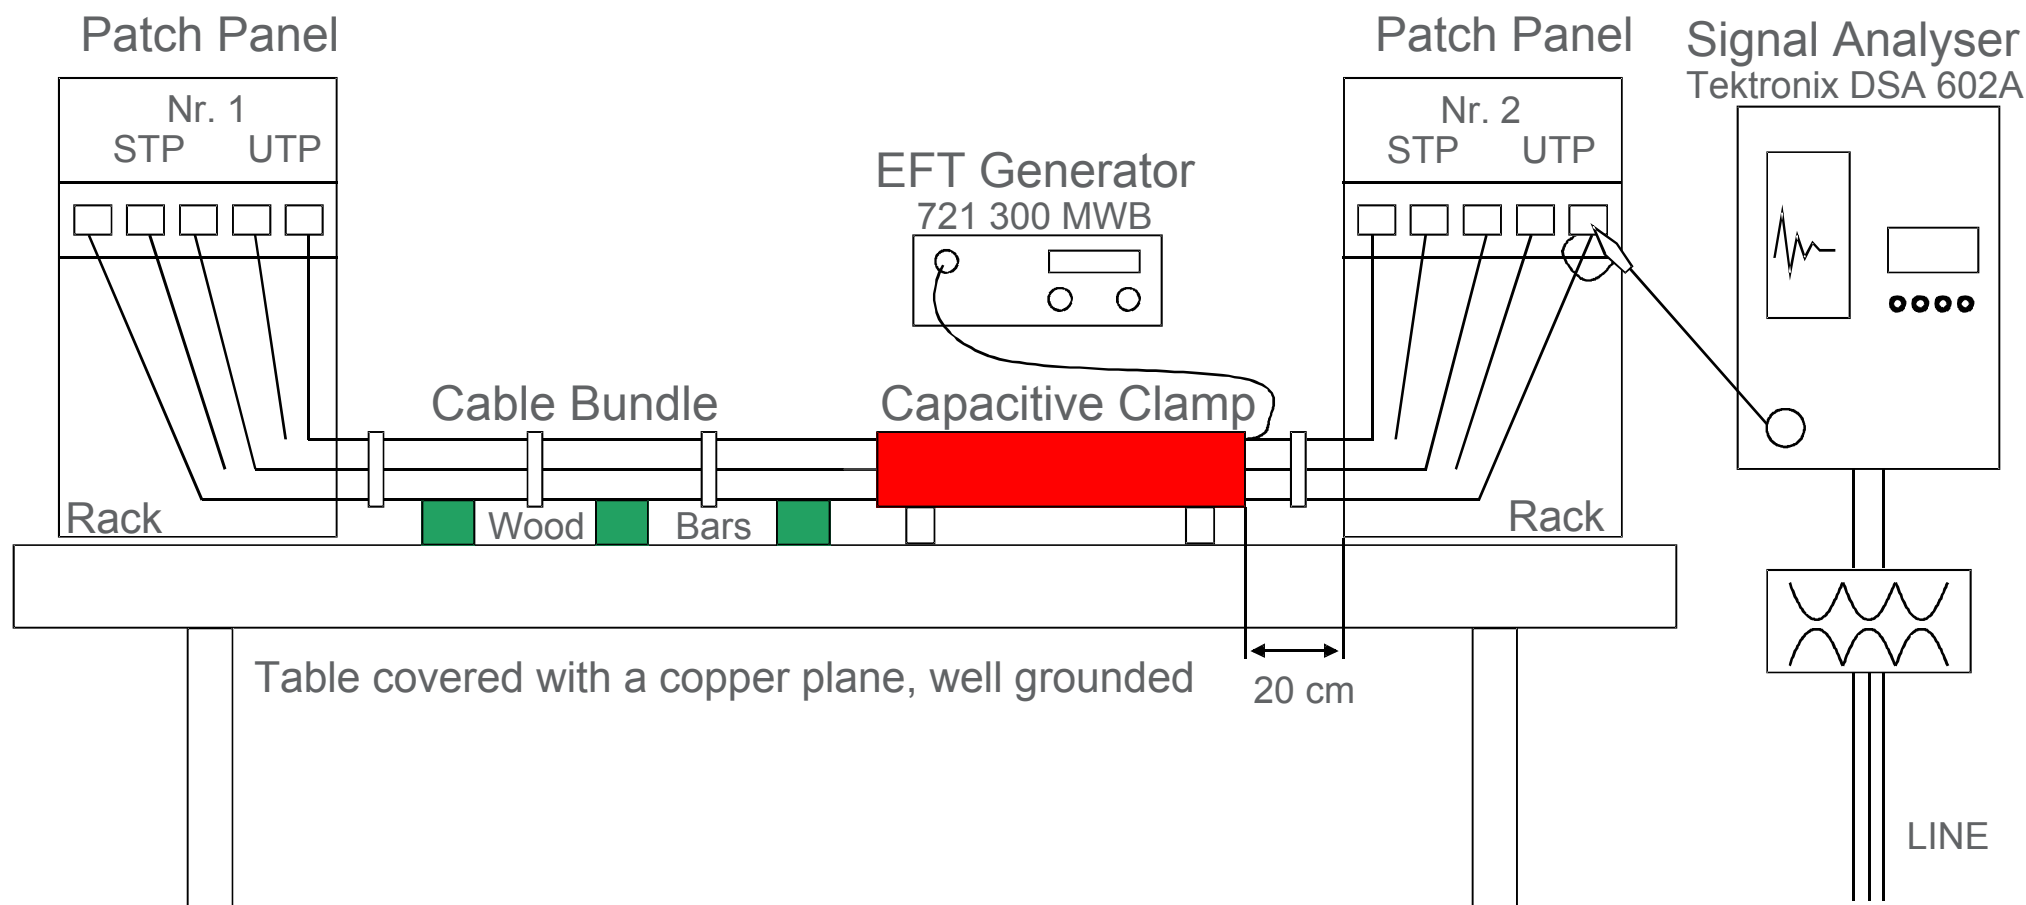 Patch Panel
Nr. 1
STP UTP
Rack
Cable Bundle
Wood Bars
EFT Generator
721 300 MWB
Capacitive Clamp
Patch Panel
Nr. 2
STP UTP
Rack
Signal Analyser
Tektronix DSA 602A
Table covered with a copper plane, well grounded
20 cm
LINE